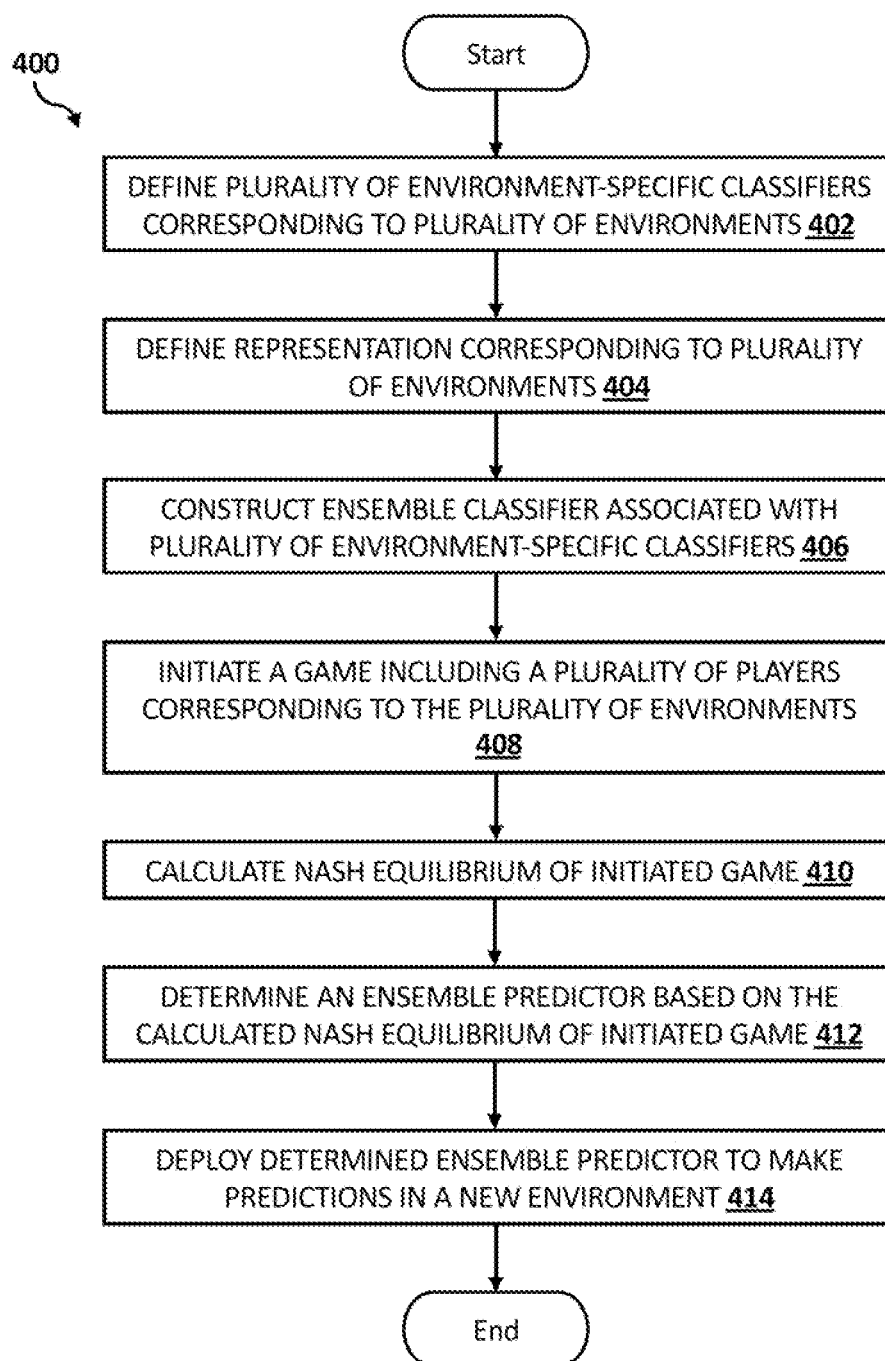 400
Start
DEFINE PLURALITY OF ENVIRONMENT-SPECIFIC CLASSIFIERS
CORRESPONDING TO PLURALITY OF ENVIRONMENTS 402
DEFINE REPRESENTATION CORRESPONDING TO PLURALITY
OF ENVIRONMENTS 404
CONSTRUCT ENSEMBLE CLASSIFIER ASSOCIATED WITH
PLURALITY OF ENVIRONMENT-SPECIFIC CLASSIFIERS 406
INITIATE A GAME INCLUDING A PLURALITY OF PLAYERS
CORRESPONDING TO THE PLURALITY OF ENVIRONMENTS
408
CALCULATE NASH EQUILIBRIUM OF INITIATED GAME 410
DETERMINE AN ENSEMBLE PREDICTOR BASED ON THE
CALCULATED NASH EQUILIBRIUM OF INITIATED GAME 412
DEPLOY DETERMINED ENSEMBLE PREDICTOR TO MAKE
PREDICTIONS IN A NEW ENVIRONMENT 414
End